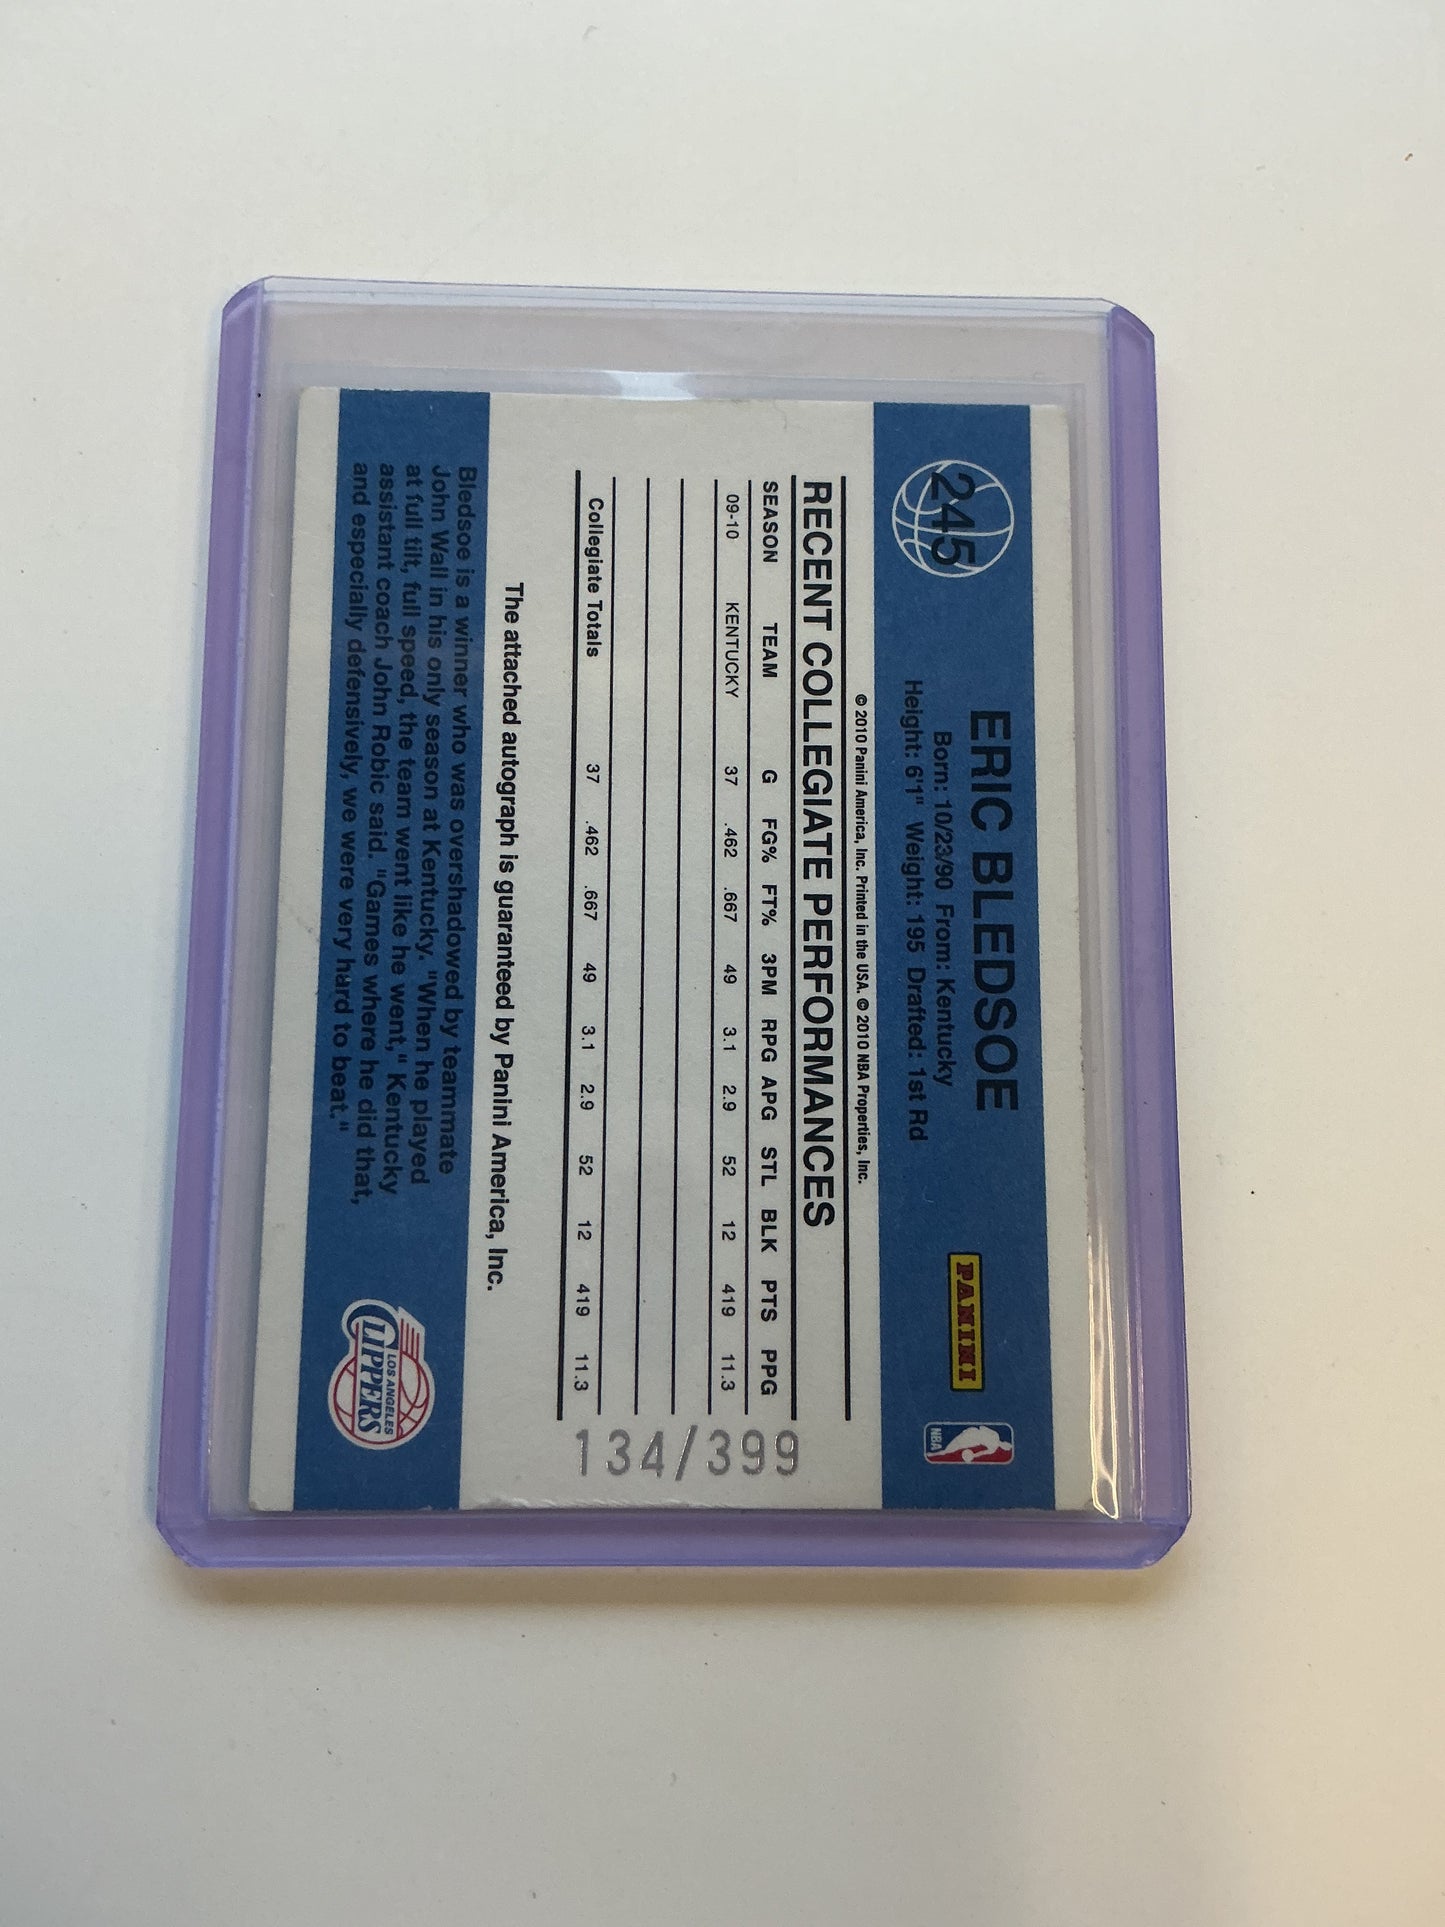 245
ERIC BLEDSOE
Born: 10/23/90 From: Kentucky
Height: 6'1" Weight: 195 Drafted: 1st Rd
PANINI
NBA
© 2010 Panini America, Inc. Printed in the USA. © 2010 NBA Properties, Inc.
RECENT COLLEGIATE PERFORMANCES
SEASON TEAM G FG% FT% 3PM RPG APG STL BLK PTS PPG
09-10 KENTUCKY 37 .462 .667 49 3.1 2.9 52 12 419 11.3
Collegiate Totals 37 .462 .667 49 3.1 2.9 52 12 419 11.3
134/399
The attached autograph is guaranteed by Panini America, Inc.
Bledsoe is a winner who was overshadowed by teammate
John Wall in his only season at Kentucky. "When he played
at full tilt, full speed, the team went like he went," Kentucky
assistant coach John Robic said. "Games where he did that,
and especially defensively, we were very hard to beat."
LOS ANGELES
CLIPPERS